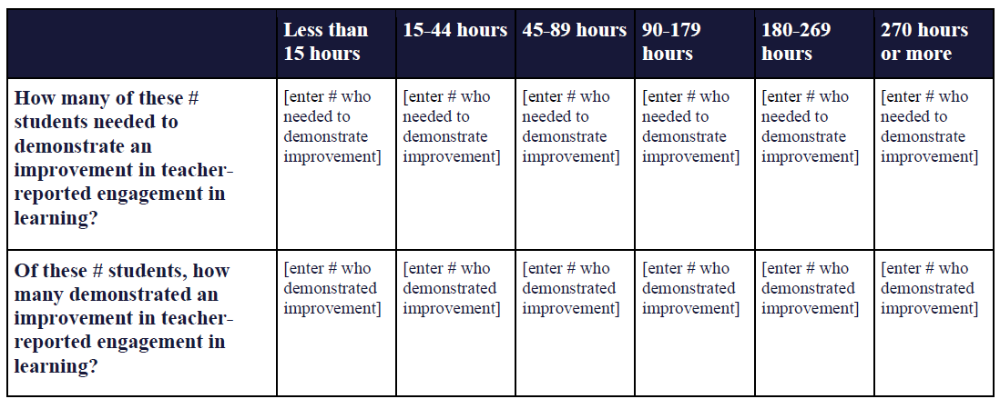 Less than
15 hours
15-44 hours
45-89 hours
90-179
hours
180-269
hours
270 hours
or more
How many of these #
students needed to
demonstrate an
improvement in teacher-
reported engagement in
learning?
[enter # who
needed to
demonstrate
improvement]
[enter # who
needed to
demonstrate
improvement]
[enter # who
needed to
demonstrate
improvement]
[enter # who
needed to
demonstrate
improvement]
[enter # who
needed to
demonstrate
improvement]
[enter # who
needed to
demonstrate
improvement]
Of these # students, how
many demonstrated an
improvement in teacher-
reported engagement in
learning?
[enter # who
demonstrated
improvement]
[enter # who
demonstrated
improvement]
[enter # who
demonstrated
improvement]
[enter # who
demonstrated
improvement]
[enter # who
demonstrated
improvement]
[enter # who
demonstrated
improvement]